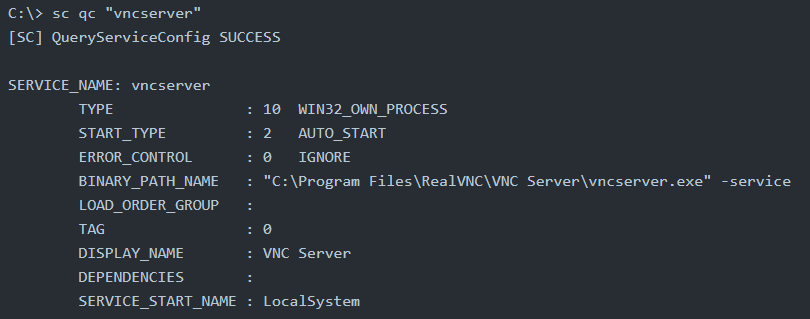 C:\> sc qc "vncserver"
[SC] QueryServiceConfig SUCCESS

SERVICE_NAME: vncserver
        TYPE               : 10  WIN32_OWN_PROCESS
        START_TYPE         : 2   AUTO_START
        ERROR_CONTROL      : 0   IGNORE
        BINARY_PATH_NAME   : "C:\Program Files\RealVNC\VNC Server\vncserver.exe" -service
        LOAD_ORDER_GROUP   :
        TAG                : 0
        DISPLAY_NAME       : VNC Server
        DEPENDENCIES       :
        SERVICE_START_NAME : LocalSystem